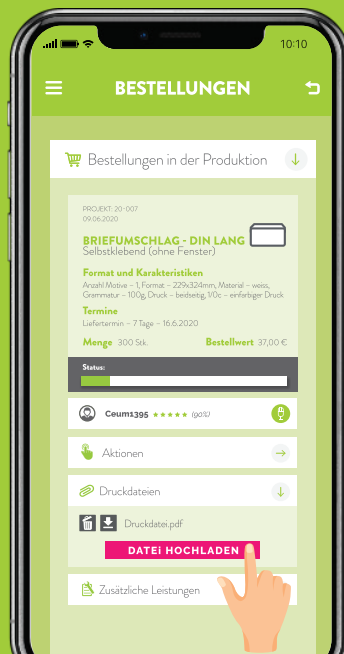 10:10
BESTELLUNGEN
Bestellungen in der Produktion
PROJEKT: 20-007
09.06.2020
BRIEFUMSCHLAG - DIN LANG
Selbstklebend (ohne Fenster)
Format und Karakteristiken
Anzahl Motive – 1, Format – 229x324mm, Material – weiss,
Grammatur – 100g, Druck – beidseitig, 1/0c – einfarbiger Druck
Termine
Liefertermin – 7 Tage – 16.6.2020
Menge 300 Stk. Bestellwert 37,00 €
Status:
Ceum1395 ★★★★★ (90%)
Aktionen
Druckdateien
Druckdatei.pdf
DATEi HOCHLADEN
Zusätzliche Leistungen